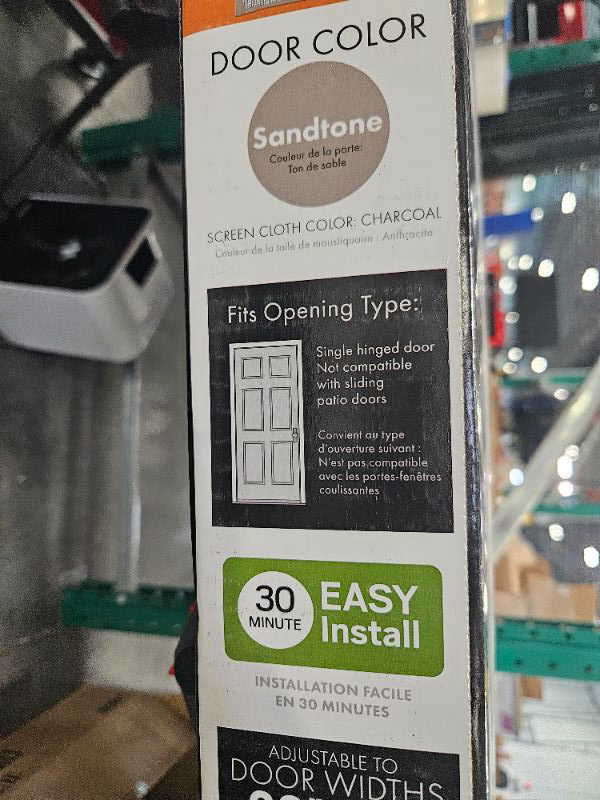 DOOR COLOR
Sandtone
Couleur de la porte:
Ton de sable
SCREEN CLOTH COLOR: CHARCOAL
Couleur de la toile de moustiquaire : Anthracite
Fits Opening Type:
Single hinged door
Not compatible
with sliding
patio doors
Convient au type
d'ouverture suivant :
N'est pas compatible
avec les portes-fenêtres
coulissantes
30
MINUTE
EASY
Install
INSTALLATION FACILE
EN 30 MINUTES
ADJUSTABLE TO
DOOR WIDTHS